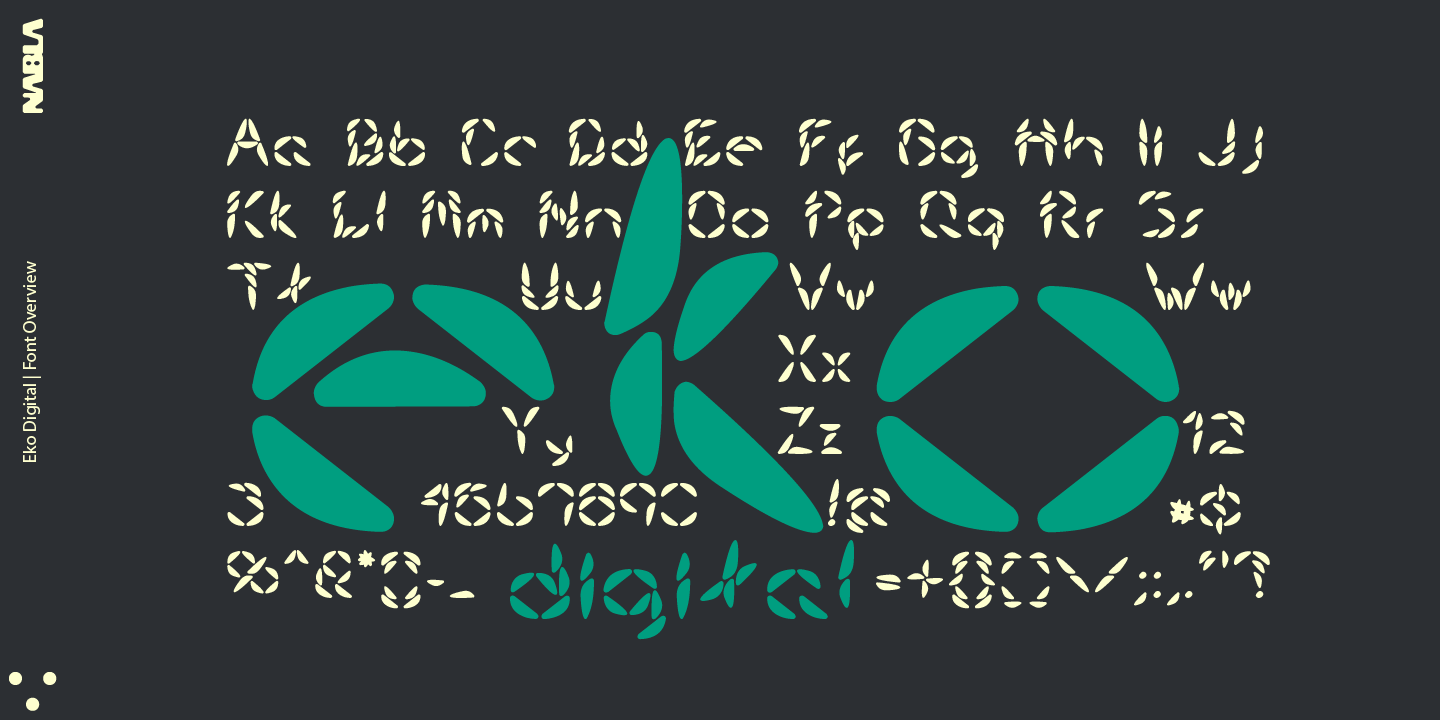 NABLA
Eko Digital | Font Overview
Aa Bb Cc Dd Ee Ff Gg Hh Ii Jj
Kk Ll Mm Nn Oo Pp Qq Rr Ss
Tt Uu Vv Ww
Xx
Yy Zz 12
3 4567890 !@ #$
%^&*() -_ =+{}[]\/ :;,. "?
eko
digital